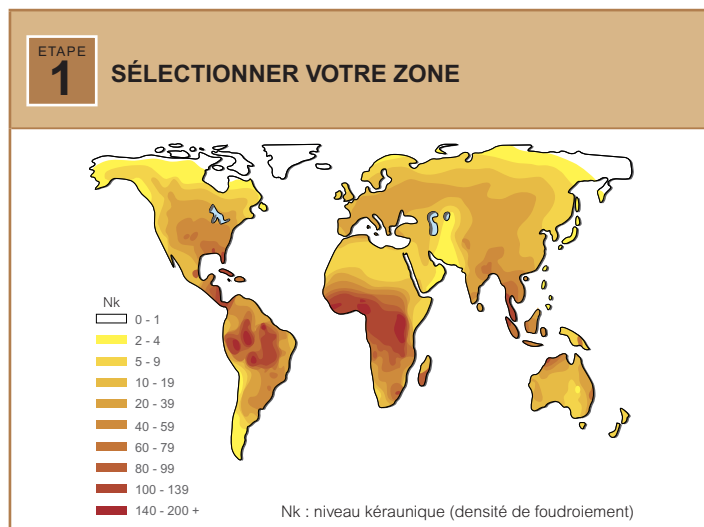 ETAPE
1
SÉLECTIONNER VOTRE ZONE
Nk
0 - 1
2 - 4
5 - 9
10 - 19
20 - 39
40 - 59
60 - 79
80 - 99
100 - 139
140 - 200 +
Nk : niveau kéraunique (densité de foudroiement)